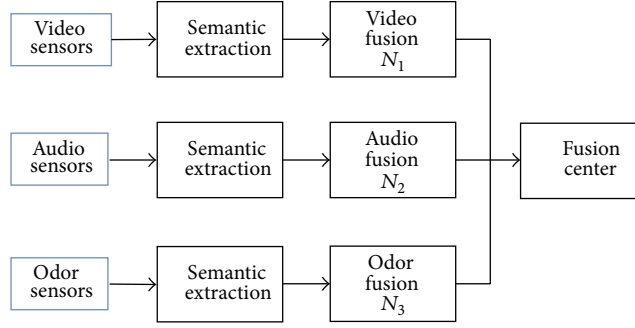 Video
sensors
Semantic
extraction
Video
fusion
N₁
Audio
sensors
Semantic
extraction
Audio
fusion
N₂
Fusion
center
Odor
sensors
Semantic
extraction
Odor
fusion
N₃